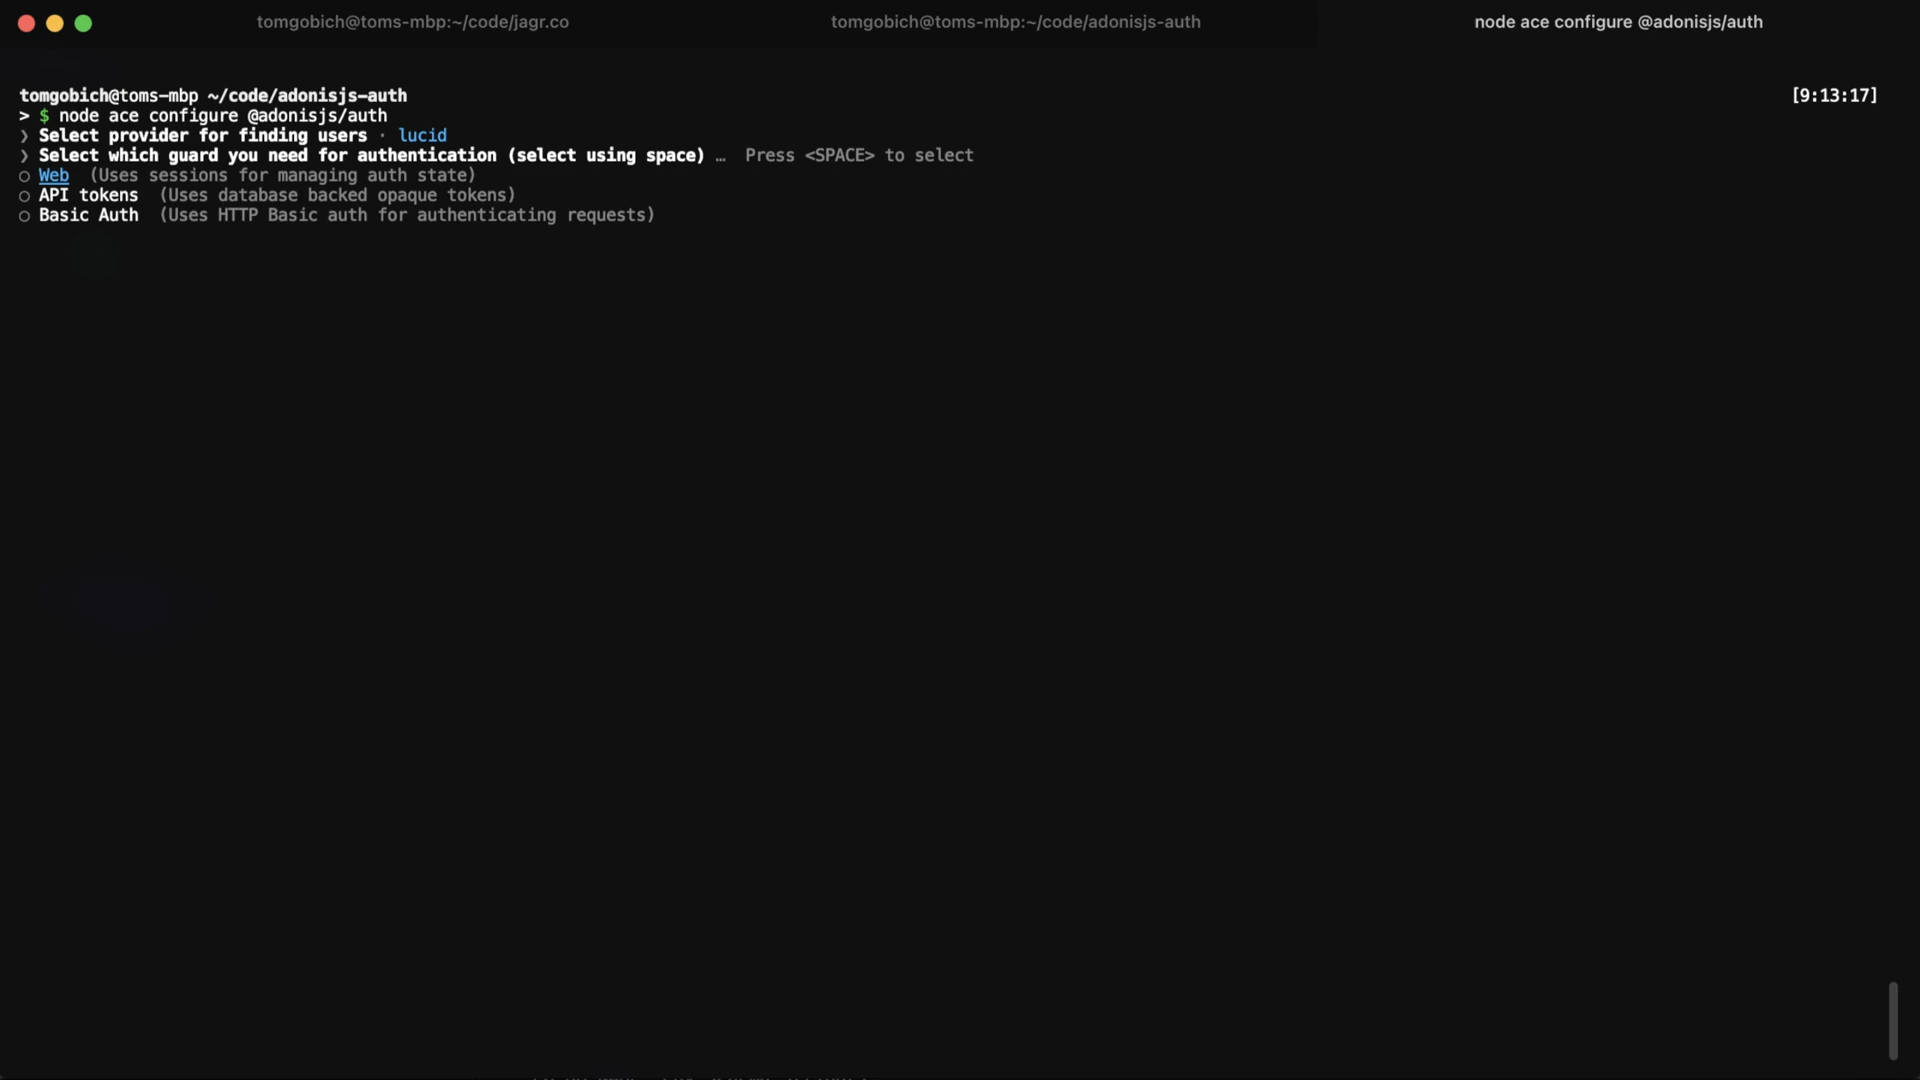 tomgobich@toms-mbp:~/code/jagr.co
tomgobich@toms-mbp:~/code/adonisjs-auth
node ace configure @adonisjs/auth
tomgobich@toms-mbp ~/code/adonisjs-auth [9:13:17]
> $ node ace configure @adonisjs/auth
❯ Select provider for finding users · lucid
❯ Select which guard you need for authentication (select using space) … Press <SPACE> to select
○ Web (Uses sessions for managing auth state)
○ API tokens (Uses database backed opaque tokens)
○ Basic Auth (Uses HTTP Basic auth for authenticating requests)